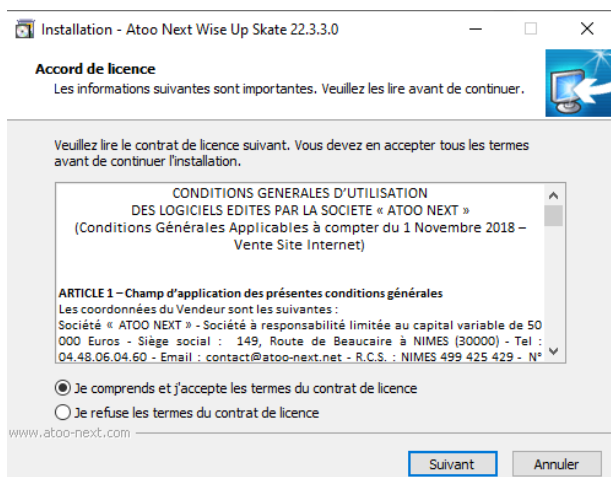 Installation - Atoo Next Wise Up Skate 22.3.3.0
Accord de licence
Les informations suivantes sont importantes. Veuillez les lire avant de continuer.
Veuillez lire le contrat de licence suivant. Vous devez en accepter tous les termes
avant de continuer l'installation.
CONDITIONS GENERALES D'UTILISATION
DES LOGICIELS EDITES PAR LA SOCIETE « ATOO NEXT »
(Conditions Générales Applicables à compter du 1 Novembre 2018 –
Vente Site Internet)
ARTICLE 1 – Champ d'application des présentes conditions générales
Les coordonnées du Vendeur sont les suivantes :
Société « ATOO NEXT » - Société à responsabilité limitée au capital variable de 50
000 Euros - Siège social : 149, Route de Beaucaire à NIMES (30000) - Tel :
04.48.06.04.60 - Email : contact@atoo-next.net - R.C.S. : NIMES 499 425 429 - N°
Je comprends et j'accepte les termes du contrat de licence
Je refuse les termes du contrat de licence
www.atoo-next.com
Suivant
Annuler